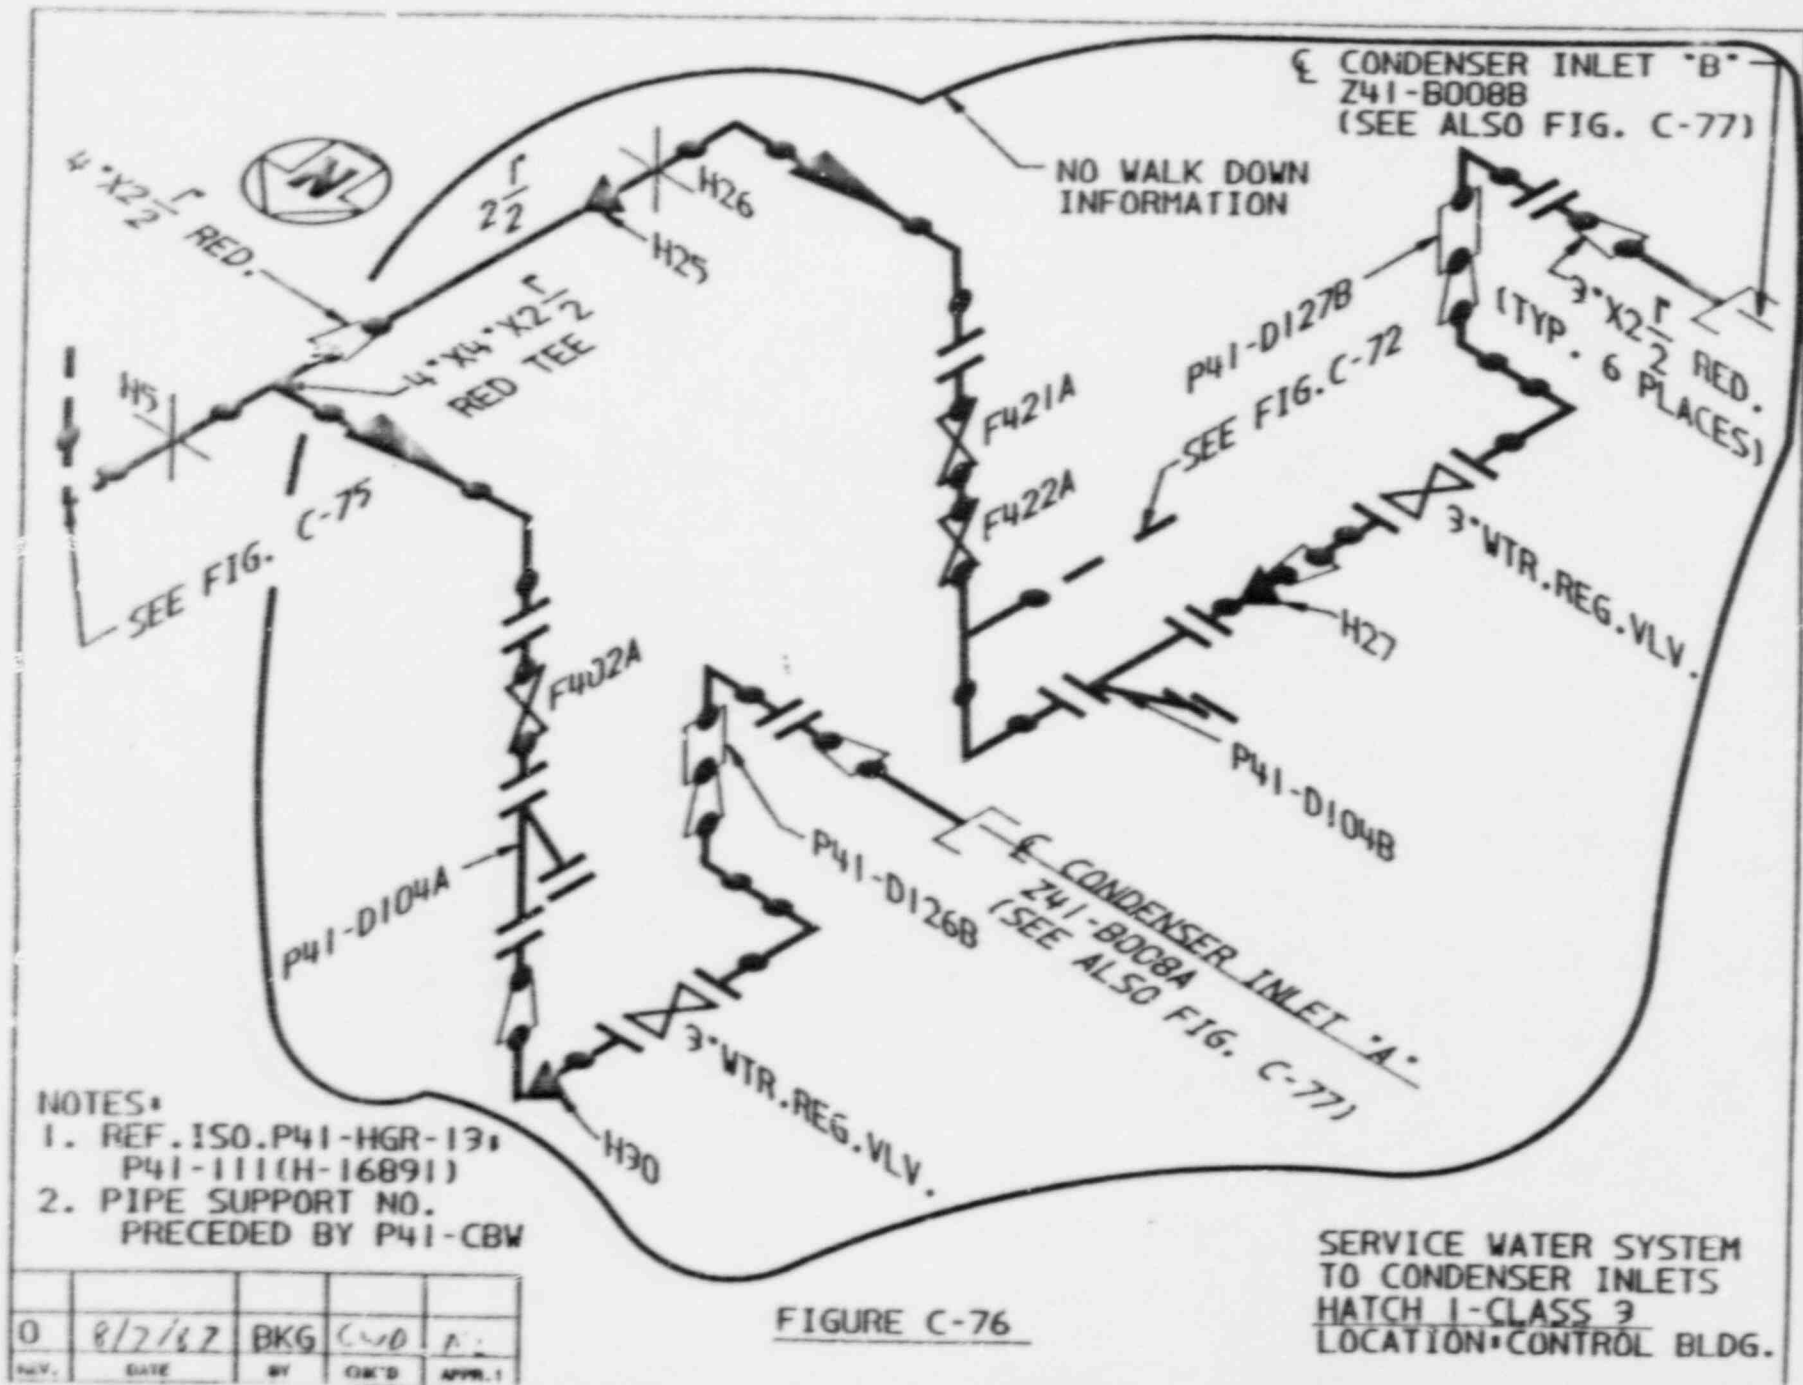 ℄ CONDENSER INLET "B"
Z41-B008B
(SEE ALSO FIG. C-77)
NO WALK DOWN
INFORMATION
N
4"X2½ RED.
2½
H26
H25
4"X4"X2½
RED TEE
H5
SEE FIG. C-75
F421A
F422A
P41-D127B
SEE FIG.C-72
3"X2½ RED.
(TYP. 6 PLACES)
3"WTR.REG.VLV.
H27
P41-D104B
F402A
P41-D104A
P41-D126B
℄ CONDENSER INLET "A"
Z41-B008A
(SEE ALSO FIG. C-77)
3"WTR.REG.VLV.
H30
NOTES:
1. REF.ISO.P41-HGR-13;
P41-111(H-16891)
2. PIPE SUPPORT NO.
PRECEDED BY P41-CBW
0 BKG
REV. DATE BY CHK'D APPR.
FIGURE C-76
SERVICE WATER SYSTEM
TO CONDENSER INLETS
HATCH 1-CLASS 3
LOCATION:CONTROL BLDG.